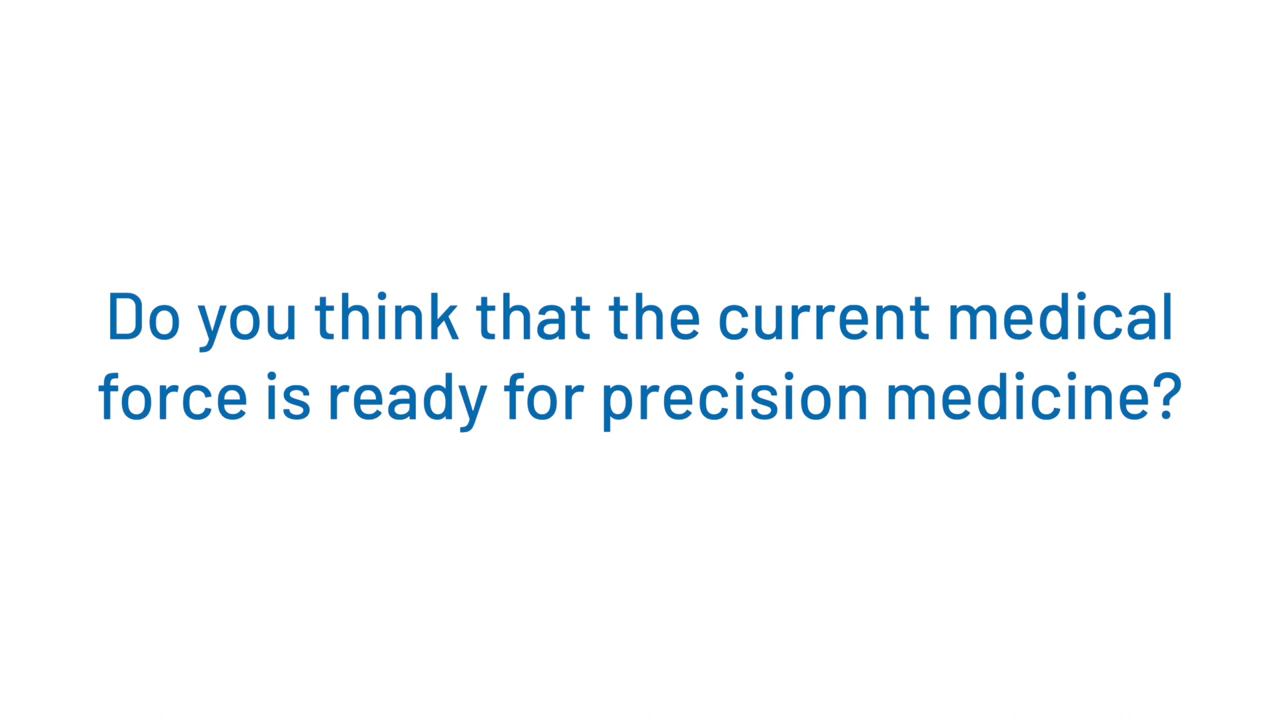 Do you think that the current medical
force is ready for precision medicine?